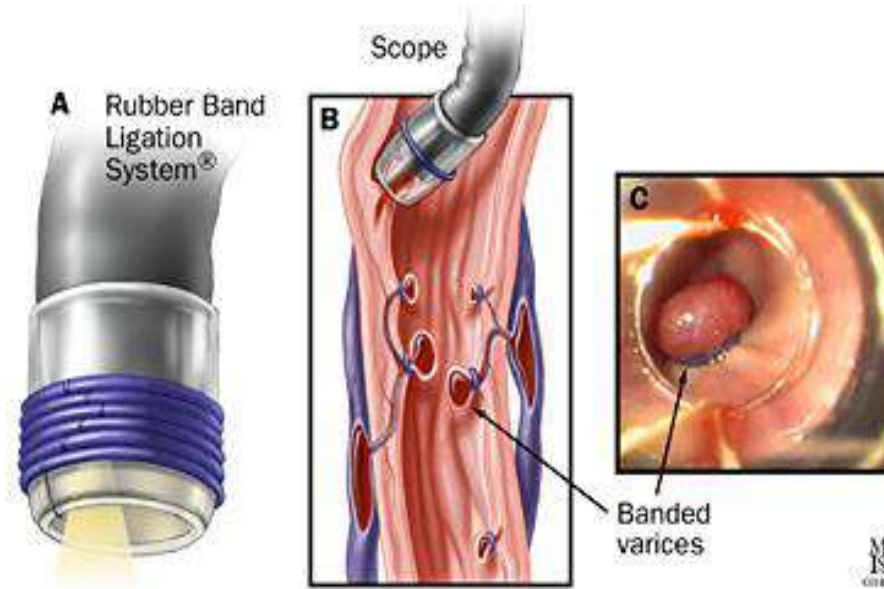 Scope
A
Rubber Band
Ligation
System®
B
C
Banded
varices